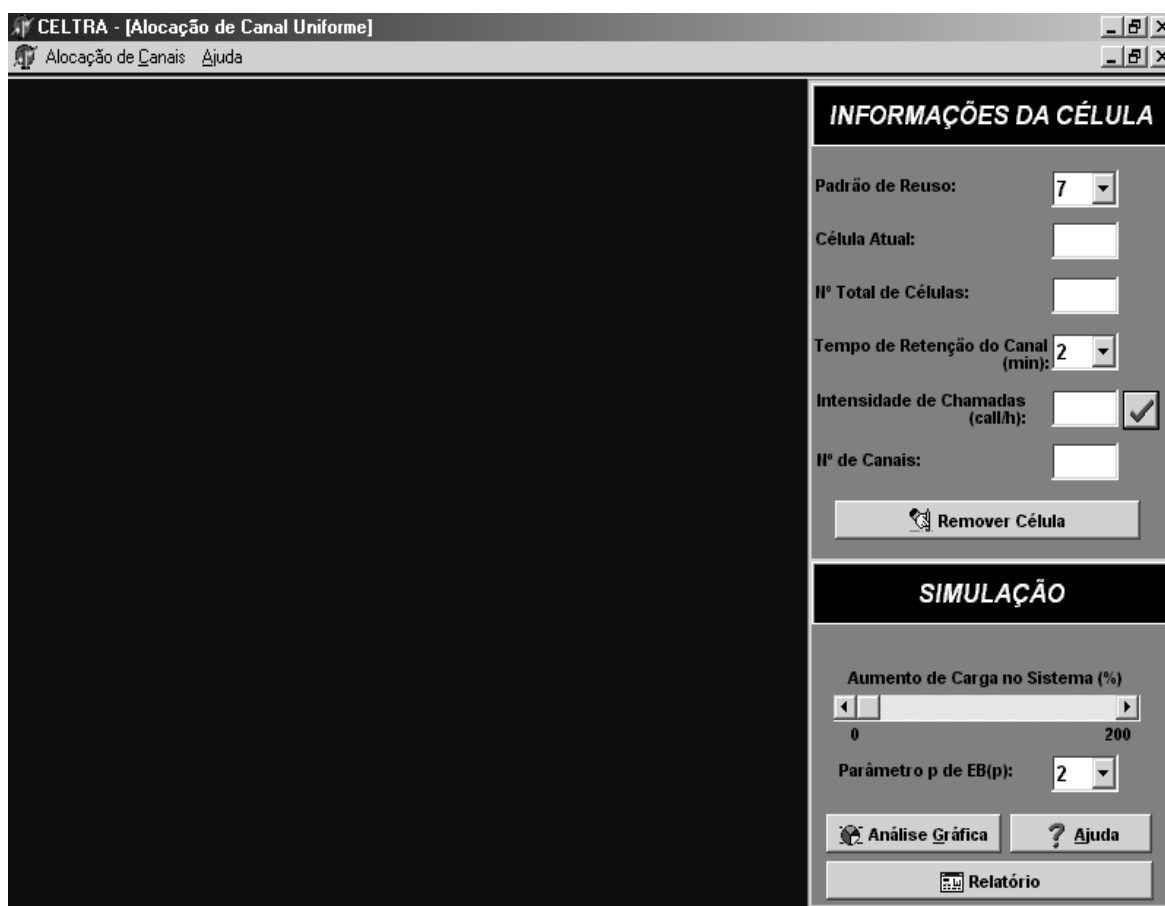 CELTRA - [Alocação de Canal Uniforme]
Alocação de Canais Ajuda
INFORMAÇÕES DA CÉLULA
Padrão de Reuso:
7
Célula Atual:
Nº Total de Células:
Tempo de Retenção do Canal
(min):
2
Intensidade de Chamadas
(call/h):
Nº de Canais:
Remover Célula
SIMULAÇÃO
Aumento de Carga no Sistema (%)
0 200
Parâmetro p de EB(p):
2
Análise Gráfica
? Ajuda
Relatório